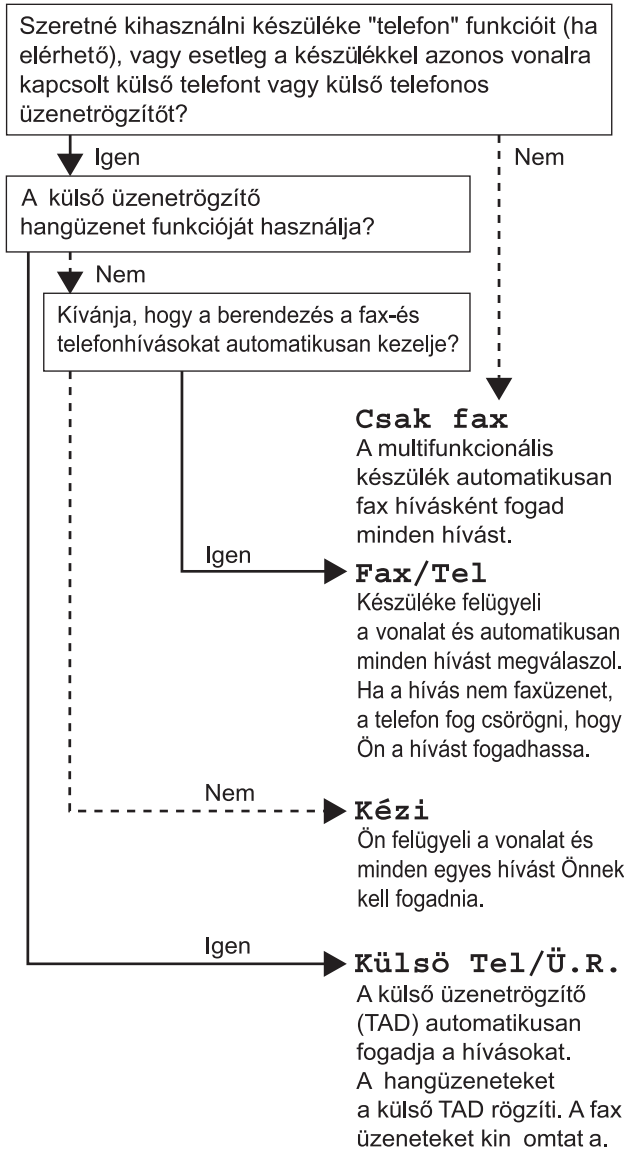 Szeretné kihasználni készüléke "telefon" funkcióit (ha
elérhető), vagy esetleg a készülékkel azonos vonalra
kapcsolt külső telefont vagy külső telefonos
üzenetrögzítőt?
Igen
Nem
A külső üzenetrögzítő
hangüzenet funkcióját használja?
Nem
Kívánja, hogy a berendezés a fax-és
telefonhívásokat automatikusan kezelje?
Csak fax
A multifunkcionális
készülék automatikusan
fax hívásként fogad
minden hívást.
Igen
Fax/Tel
Készüléke felügyeli
a vonalat és automatikusan
minden hívást megválaszol.
Ha a hívás nem faxüzenet,
a telefon fog csörögni, hogy
Ön a hívást fogadhassa.
Nem
Kézi
Ön felügyeli a vonalat és
minden egyes hívást Önnek
kell fogadnia.
Igen
Külsö Tel/Ü.R.
A külső üzenetrögzítő
(TAD) automatikusan
fogadja a hívásokat.
A hangüzeneteket
a külső TAD rögzíti. A fax
üzeneteket kin omtat a.